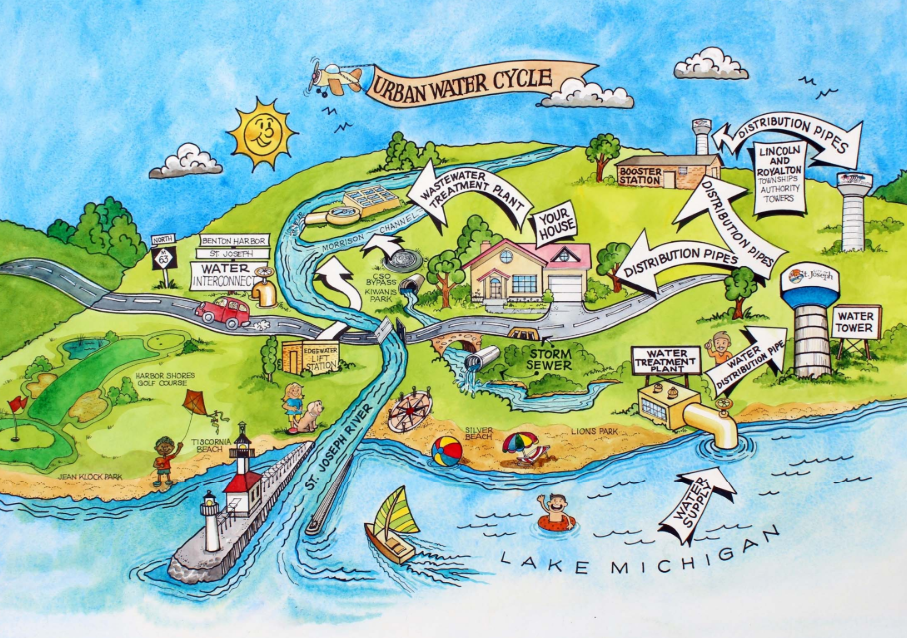 URBAN WATER CYCLE
DISTRIBUTION PIPES
BOOSTER
STATION
LINCOLN
AND
ROYALTON
TOWNSHIPS
AUTHORITY
TOWERS
WASTEWATER
TREATMENT PLANT
YOUR
HOUSE
DISTRIBUTION PIPES
DISTRIBUTION PIPES
MORRISON CHANNEL
NORTH
63
BENTON HARBOR
ST. JOSEPH
WATER
INTERCONNECT
CSO
BYPASS
KIWANIS
PARK
St. Joseph
WATER
TOWER
EDGEWATER
LIFT
STATION
STORM
SEWER
WATER
TREATMENT
PLANT
WATER
DISTRIBUTION PIPE
HARBOR SHORES
GOLF COURSE
TISCORNIA
BEACH
JEAN KLOCK PARK
ST. JOSEPH RIVER
SILVER
BEACH
LIONS PARK
WATER
SUPPLY
LAKE MICHIGAN